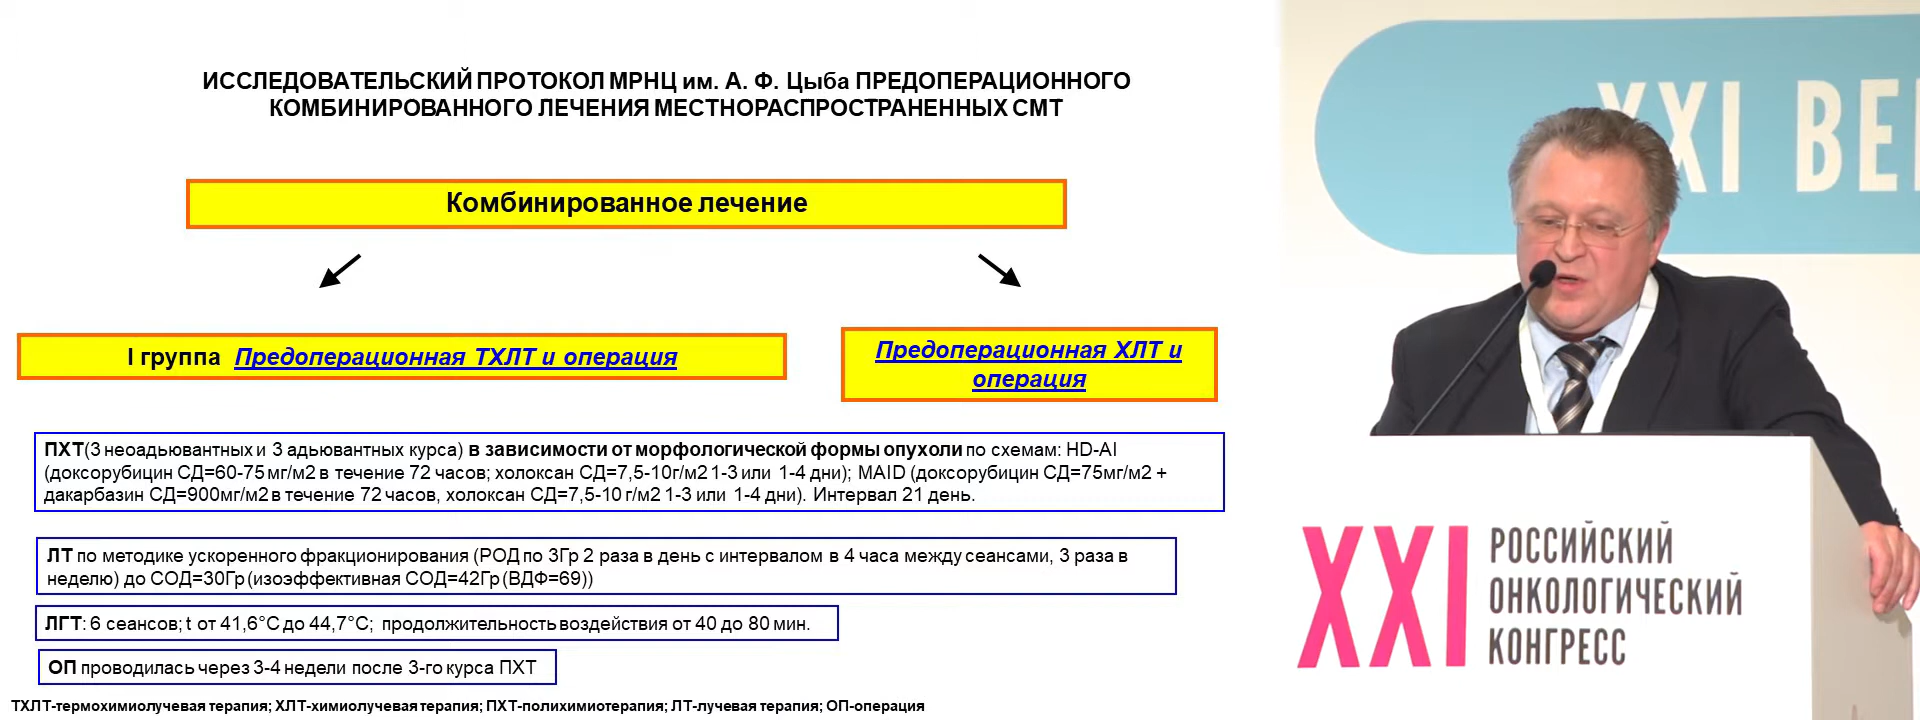 ИССЛЕДОВАТЕЛЬСКИЙ ПРОТОКОЛ МРНЦ им. А. Ф. Цыба ПРЕДОПЕРАЦИОННОГО
КОМБИНИРОВАННОГО ЛЕЧЕНИЯ МЕСТНОРАСПРОСТРАНЕННЫХ СМТ
Комбинированное лечение
I группа Предоперационная ТХЛТ и операция
Предоперационная ХЛТ и
операция
ПХТ(3 неоадьювантных и 3 адьювантных курса) в зависимости от морфологической формы опухоли по схемам: HD-AI
(доксорубицин СД=60-75 мг/м2 в течение 72 часов; холоксан СД=7,5-10г/м2 1-3 или 1-4 дни); MAID (доксорубицин СД=75мг/м2 +
дакарбазин СД=900мг/м2 в течение 72 часов, холоксан СД=7,5-10 г/м2 1-3 или 1-4 дни). Интервал 21 день.
ЛТ по методике ускоренного фракционирования (РОД по 3Гр 2 раза в день с интервалом в 4 часа между сеансами, 3 раза в
неделю) до СОД=30Гр (изоэффективная СОД=42Гр (ВДФ=69))
ЛГТ: 6 сеансов; t от 41,6°С до 44,7°С; продолжительность воздействия от 40 до 80 мин.
ОП проводилась через 3-4 недели после 3-го курса ПХТ
ТХЛТ-термохимиолучевая терапия; ХЛТ-химиолучевая терапия; ПХТ-полихимиотерапия; ЛТ-лучевая терапия; ОП-операция
XXI ВЕ
XXI
РОССИЙСКИЙ
ОНКОЛОГИЧЕСКИЙ
КОНГРЕСС